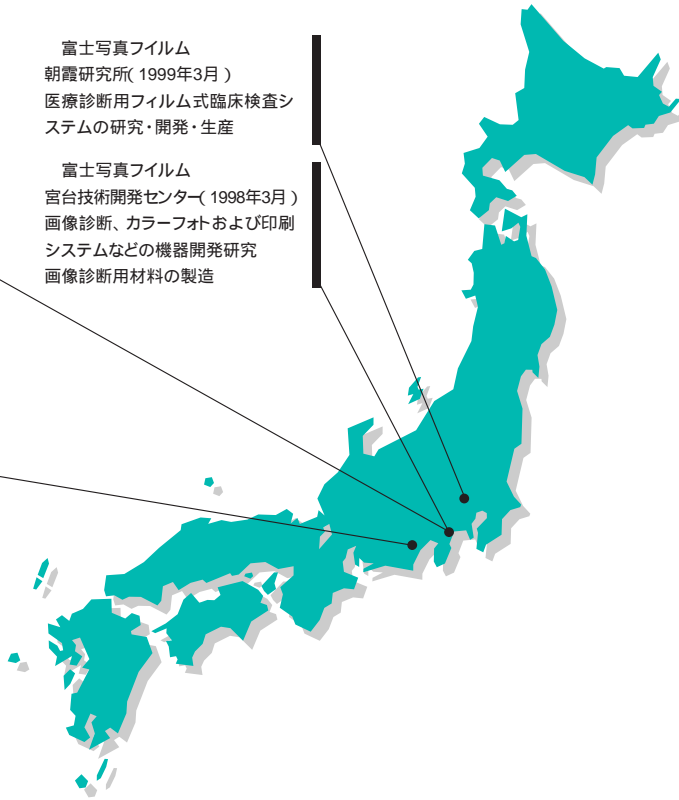 富士写真フイルム
朝霞研究所(1999年3月)
医療診断用フィルム式臨床検査シ
ステムの研究・開発・生産
富士写真フイルム
宮台技術開発センター(1998年3月)
画像診断、カラーフォトおよび印刷
システムなどの機器開発研究
画像診断用材料の製造